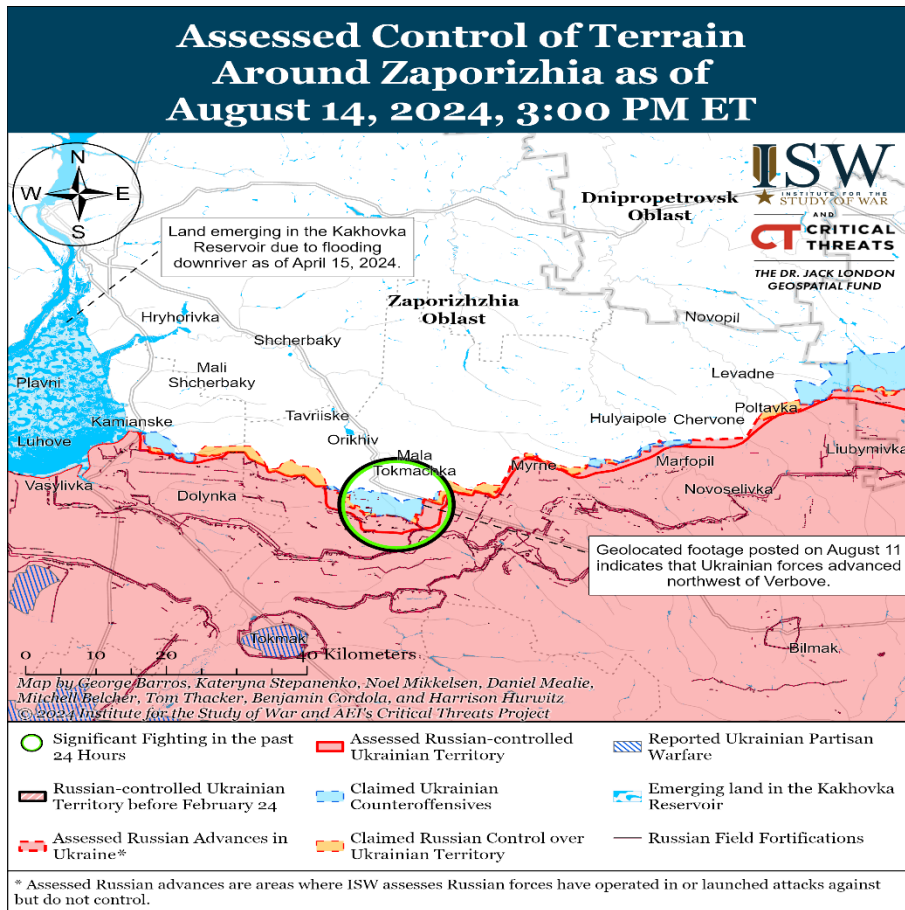 Assessed Control of Terrain
Around Zaporizhia as of
August 14, 2024, 3:00 PM ET
N
W E
S
Land emerging in the Kakhovka
Reservoir due to flooding
downriver as of April 15, 2024.
Dnipropetrovsk
Oblast
ISW
INSTITUTE FOR THE
STUDY OF WAR
AND
CT CRITICAL
THREATS
THE DR. JACK LONDON
GEOSPATIAL FUND
Zaporizhzhia
Oblast
Hryhorivka
Novopil
Shcherbaky
Mali
Shcherbaky
Levadne
Plavni
Tavriiske
Poltavka
Kamianske
Hulyaipole
Chervone
Orikhiv
Luhove
Mala
Tokmachka
Myrne
Marfopil
Liubymivka
Vasylivka
Dolynka
Novoselivka
Geolocated footage posted on August 11
indicates that Ukrainian forces advanced
northwest of Verbove.
Tokmak
Bilmak
0 10 20 40 Kilometers
Map by George Barros, Kateryna Stepanenko, Noel Mikkelsen, Daniel Mealie,
Mitchell Belcher, Tom Thacker, Benjamin Cordola, and Harrison Hurwitz
© 2024 Institute for the Study of War and AEI's Critical Threats Project
Significant Fighting in the past
24 Hours
Assessed Russian-controlled
Ukrainian Territory
Reported Ukrainian Partisan
Warfare
Russian-controlled Ukrainian
Territory before February 24
Claimed Ukrainian
Counteroffensives
Emerging land in the Kakhovka
Reservoir
Assessed Russian Advances in
Ukraine*
Claimed Russian Control over
Ukrainian Territory
Russian Field Fortifications
* Assessed Russian advances are areas where ISW assesses Russian forces have operated in or launched attacks against
but do not control.